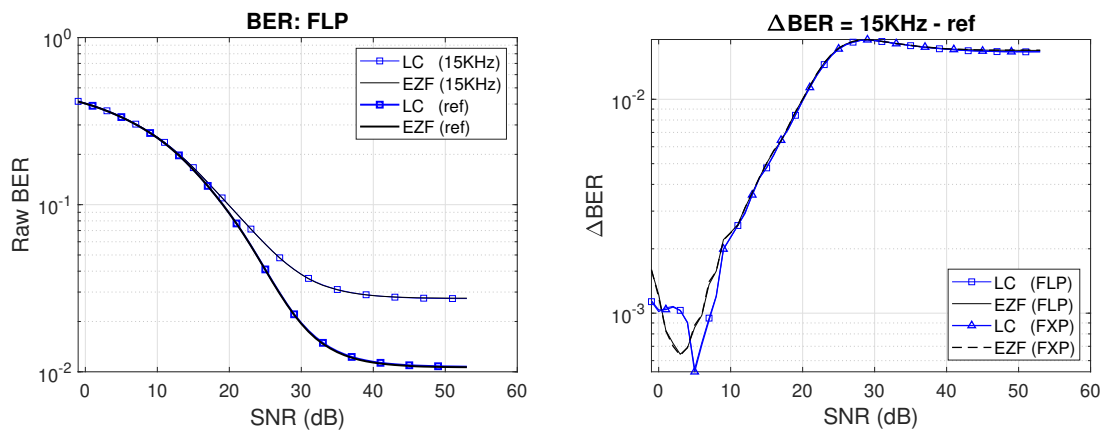 BER: FLP
Raw BER
10^0
10^-1
10^-2
LC (15KHz)
EZF (15KHz)
LC (ref)
EZF (ref)
0 10 20 30 40 50 60
SNR (dB)
ΔBER = 15KHz - ref
ΔBER
10^-2
10^-3
LC (FLP)
EZF (FLP)
LC (FXP)
EZF (FXP)
0 10 20 30 40 50 60
SNR (dB)